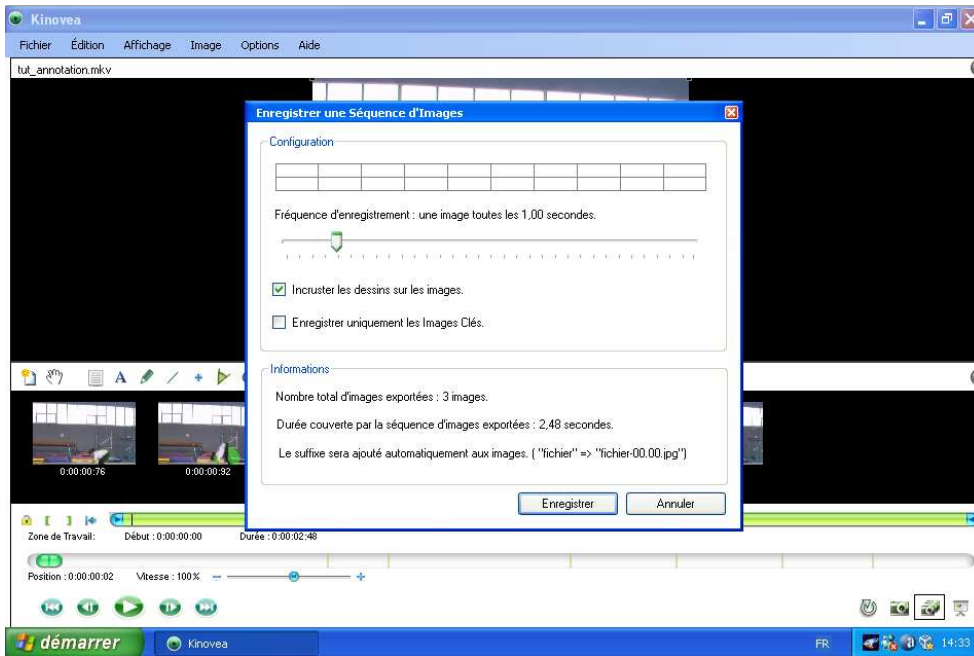 Kinovea
Fichier Édition Affichage Image Options Aide
tut_annotation.mkv
Enregistrer une Séquence d'Images
Configuration
Fréquence d'enregistrement : une image toutes les 1,00 secondes.
Incruster les dessins sur les images.
Enregistrer uniquement les Images Clés.
A
Informations
Nombre total d'images exportées : 3 images.
Durée couverte par la séquence d'images exportées : 2,48 secondes.
Le suffixe sera ajouté automatiquement aux images. ( "fichier" => "fichier-00.00.jpg")
0:00:00:76 0:00:00:92
Enregistrer Annuler
Zone de Travail: Début : 0:00:00:00 Durée : 0:00:02:48
Position : 0:00:00:02 Vitesse : 100% 
démarrer Kinovea FR 14:33